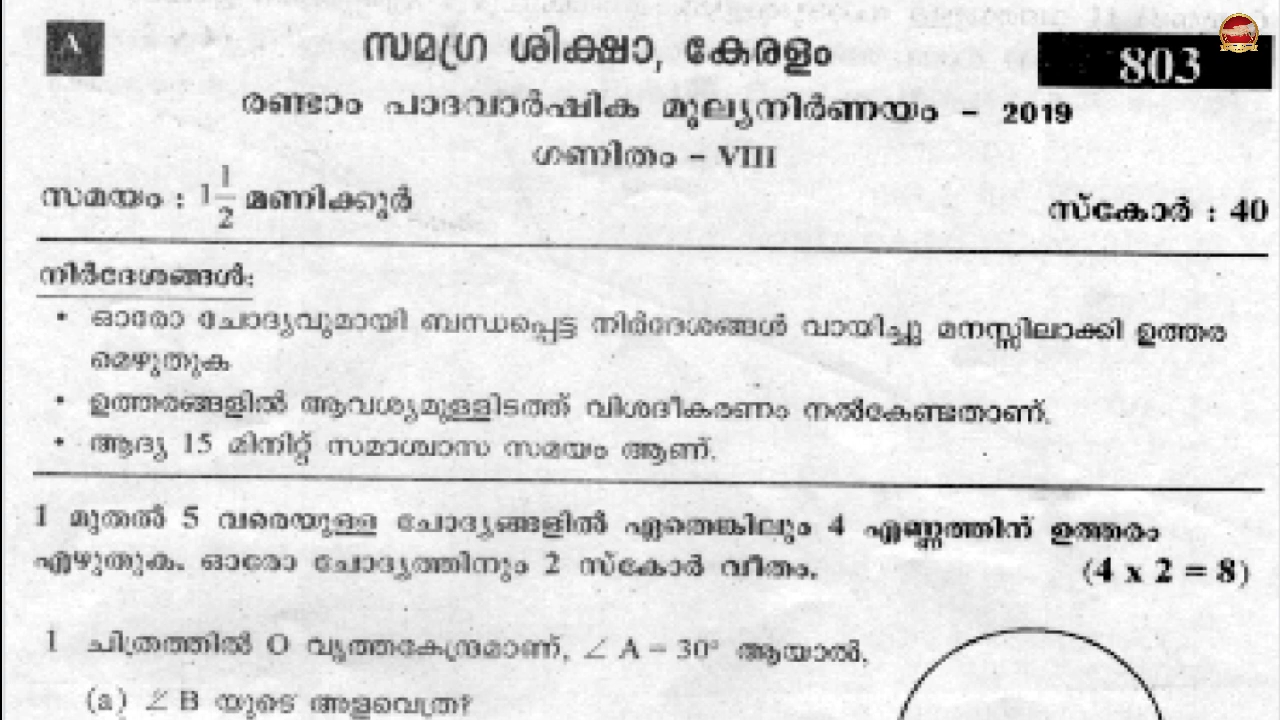 A
സമഗ്ര ശിക്ഷാ, കേരളം
803
രണ്ടാം പാദവാർഷിക മൂല്യനിർണയം – 2019
ഗണിതം – VIII
സമയം : 1 1/2 മണിക്കൂർ
സ്കോർ : 40
നിർദേശങ്ങൾ:
• ഓരോ ചോദ്യവുമായി ബന്ധപ്പെട്ട നിർദേശങ്ങൾ വായിച്ചു മനസ്സിലാക്കി ഉത്തര
മെഴുതുക
• ഉത്തരങ്ങളിൽ ആവശ്യമുള്ളിടത്ത് വിശദീകരണം നൽകേണ്ടതാണ്.
• ആദ്യ 15 മിനിറ്റ് സമാശ്വാസ സമയം ആണ്.
1 മുതൽ 5 വരെയുള്ള ചോദ്യങ്ങളിൽ ഏതെങ്കിലും 4 എണ്ണത്തിന് ഉത്തരം
എഴുതുക. ഓരോ ചോദ്യത്തിനും 2 സ്കോർ വീതം.
(4 x 2 = 8)
1 ചിത്രത്തിൽ O വൃത്തകേന്ദ്രമാണ്, ∠ A = 30° ആയാൽ,
(a) ∠ B യുടെ അളവെത്ര?